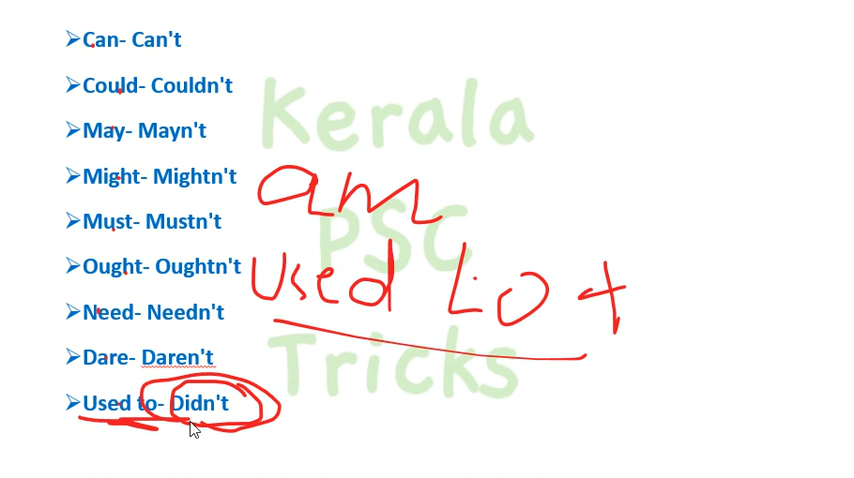 ➢Can- Can't
➢Could- Couldn't
➢May- Mayn't
➢Might- Mightn't
➢Must- Mustn't
➢Ought- Oughtn't
➢Need- Needn't
➢Dare- Daren't
➢Used to- Didn't
Kerala
PSC
Tricks
am
Used